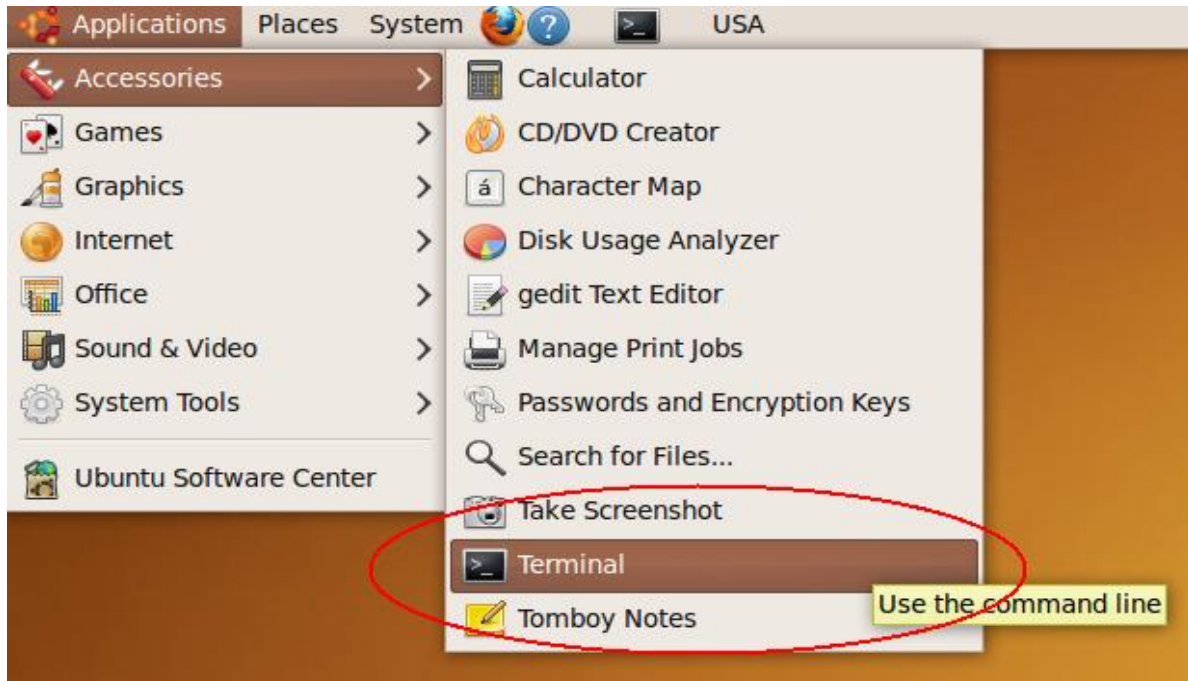 Applications Places System USA
Accessories
Games
Graphics
Internet
Office
Sound & Video
System Tools
Ubuntu Software Center
Calculator
CD/DVD Creator
á Character Map
Disk Usage Analyzer
gedit Text Editor
Manage Print Jobs
Passwords and Encryption Keys
Search for Files...
Take Screenshot
Terminal
Tomboy Notes
Use the command line